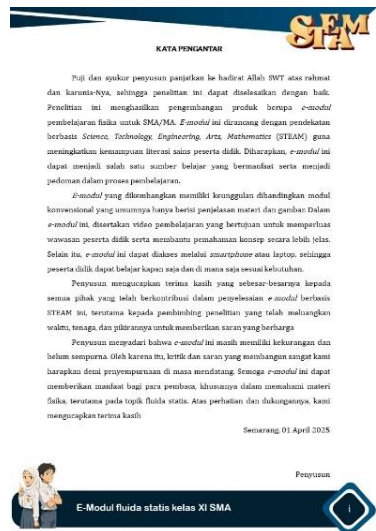 STEAM
KATA PENGANTAR
Puji dan syukur penyusun panjatkan ke hadirat Allah SWT atas rahmat
dan karunia-Nya, sehingga penelitian ini dapat diselesaikan dengan baik.
Penelitian ini menghasilkan pengembangan produk berupa e-modul
pembelajaran fisika untuk SMA/MA. E-modul ini dirancang dengan pendekatan
berbasis Science, Technology, Engineering, Arts, Mathematics (STEAM) guna
meningkatkan kemampuan literasi sains peserta didik. Diharapkan, e-modul ini
dapat menjadi salah satu sumber belajar yang bermanfaat serta menjadi
pedoman dalam proses pembelajaran.
E-modul yang dikembangkan memiliki keunggulan dibandingkan modul
konvensional yang umumnya hanya berisi penjelasan materi dan gambar. Dalam
e-modul ini, disertakan video pembelajaran yang bertujuan untuk memperluas
wawasan peserta didik serta membantu pemahaman konsep secara lebih jelas.
Selain itu, e-modul ini dapat diakses melalui smartphone atau laptop, sehingga
peserta didik dapat belajar kapan saja dan di mana saja sesuai kebutuhan.
Penyusun mengucapkan terima kasih yang sebesar-besarnya kepada
semua pihak yang telah berkontribusi dalam penyelesaian e-modul berbasis
STEAM ini, terutama kepada pembimbing penelitian yang telah meluangkan
waktu, tenaga, dan pikirannya untuk memberikan saran yang berharga
Penyusun menyadari bahwa e-modul ini masih memiliki kekurangan dan
belum sempurna. Oleh karena itu, kritik dan saran yang membangun sangat kami
harapkan demi penyempurnaan di masa mendatang. Semoga e-modul ini dapat
memberikan manfaat bagi para pembaca, khususnya dalam memahami materi
fisika, terutama pada topik fluida statis. Atas perhatian dan dukungannya, kami
mengucapkan terima kasih
Semarang, 01 April 2025
Penyusun
E-Modul fluida statis kelas XI SMA
i